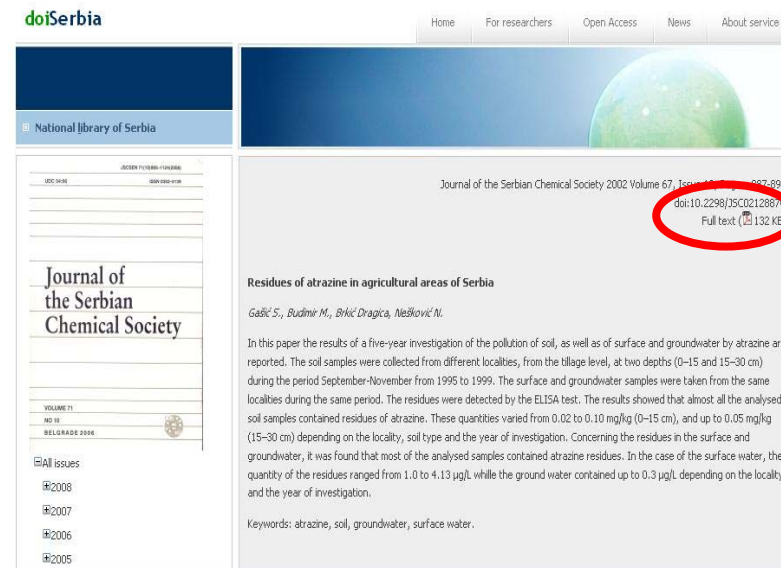 doiSerbia
Home For researchers Open Access News About service
National library of Serbia
UDC 54:66 ISSN 0352-5139
Journal of
the Serbian
Chemical Society
VOLUME 71
NO 10
BELGRADE 2006
All issues
2008
2007
2006
2005
Journal of the Serbian Chemical Society 2002 Volume 67,
Full text (132 KB
Residues of atrazine in agricultural areas of Serbia
Gašić S., Budimir M., Brkić Dragica, Nešković N.
In this paper the results of a five-year investigation of the pollution of soil, as well as of surface and groundwater by atrazine ar
reported. The soil samples were collected from different localities, from the tillage level, at two depths (0–15 and 15–30 cm)
during the period September-November from 1995 to 1999. The surface and groundwater samples were taken from the same
localities during the same period. The residues were detected by the ELISA test. The results showed that almost all the analysed
soil samples contained residues of atrazine. These quantities varied from 0.02 to 0.10 mg/kg (0–15 cm), and up to 0.05 mg/kg
(15–30 cm) depending on the locality, soil type and the year of investigation. Concerning the residues in the surface and
groundwater, it was found that most of the analysed samples contained atrazine residues. In the case of the surface water, the
quantity of the residues ranged from 1.0 to 4.13 µg/L whille the ground water contained up to 0.3 µg/L depending on the locality
and the year of investigation.
Keywords: atrazine, soil, groundwater, surface water.